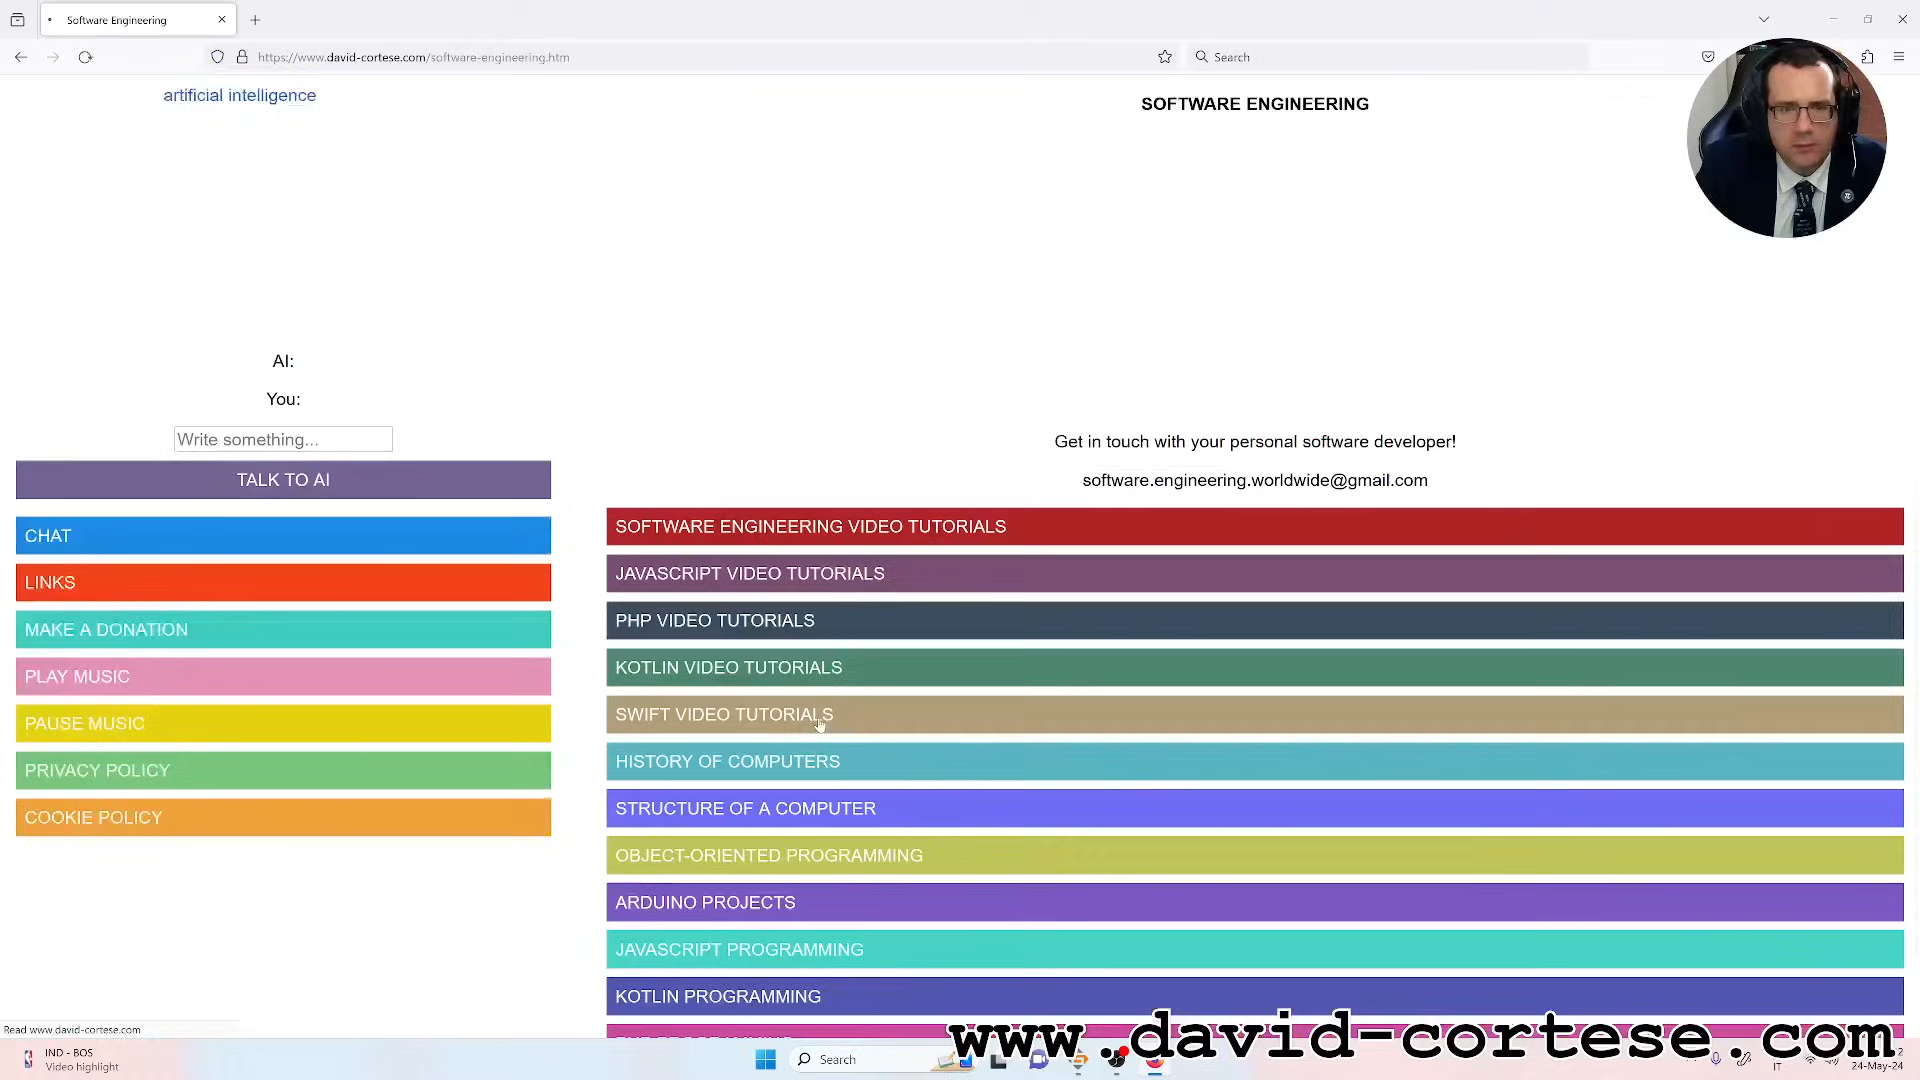 Software Engineering
https://www.david-cortese.com/software-engineering.htm
Search
artificial intelligence
SOFTWARE ENGINEERING
AI:
You:
Write something...
TALK TO AI
CHAT
LINKS
MAKE A DONATION
PLAY MUSIC
PAUSE MUSIC
PRIVACY POLICY
COOKIE POLICY
Get in touch with your personal software developer!
software.engineering.worldwide@gmail.com
SOFTWARE ENGINEERING VIDEO TUTORIALS
JAVASCRIPT VIDEO TUTORIALS
PHP VIDEO TUTORIALS
KOTLIN VIDEO TUTORIALS
SWIFT VIDEO TUTORIALS
HISTORY OF COMPUTERS
STRUCTURE OF A COMPUTER
OBJECT-ORIENTED PROGRAMMING
ARDUINO PROJECTS
JAVASCRIPT PROGRAMMING
KOTLIN PROGRAMMING
Read www.david-cortese.com
www.david-cortese.com
IND - BOS
Video highlight
Search
IT
24-May-24